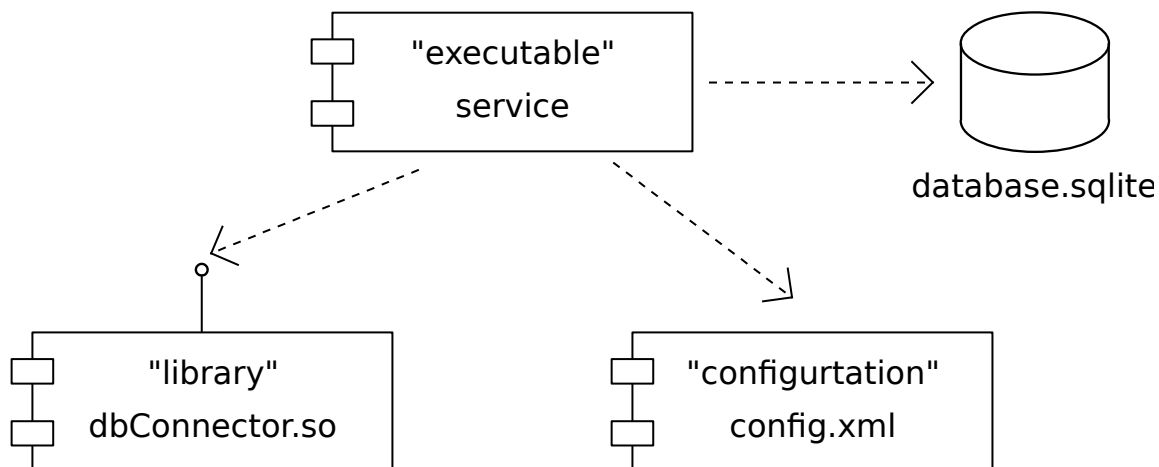 "executable"
service
database.sqlite
"library"
dbConnector.so
"configurtation"
config.xml